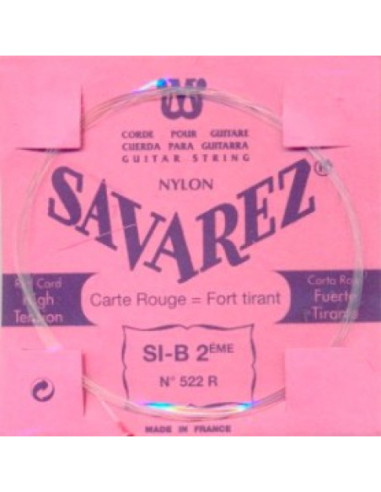 CORDE POUR GUITARE
CUERDA PARA GUITARRA
GUITAR STRING
NYLON
SAVAREZ®
Red Card
High
Tension
Carte Rouge = Fort tirant
Carta Roja
Fuerte
Tirante
SI-B 2ÈME
N° 522 R
MADE IN FRANCE